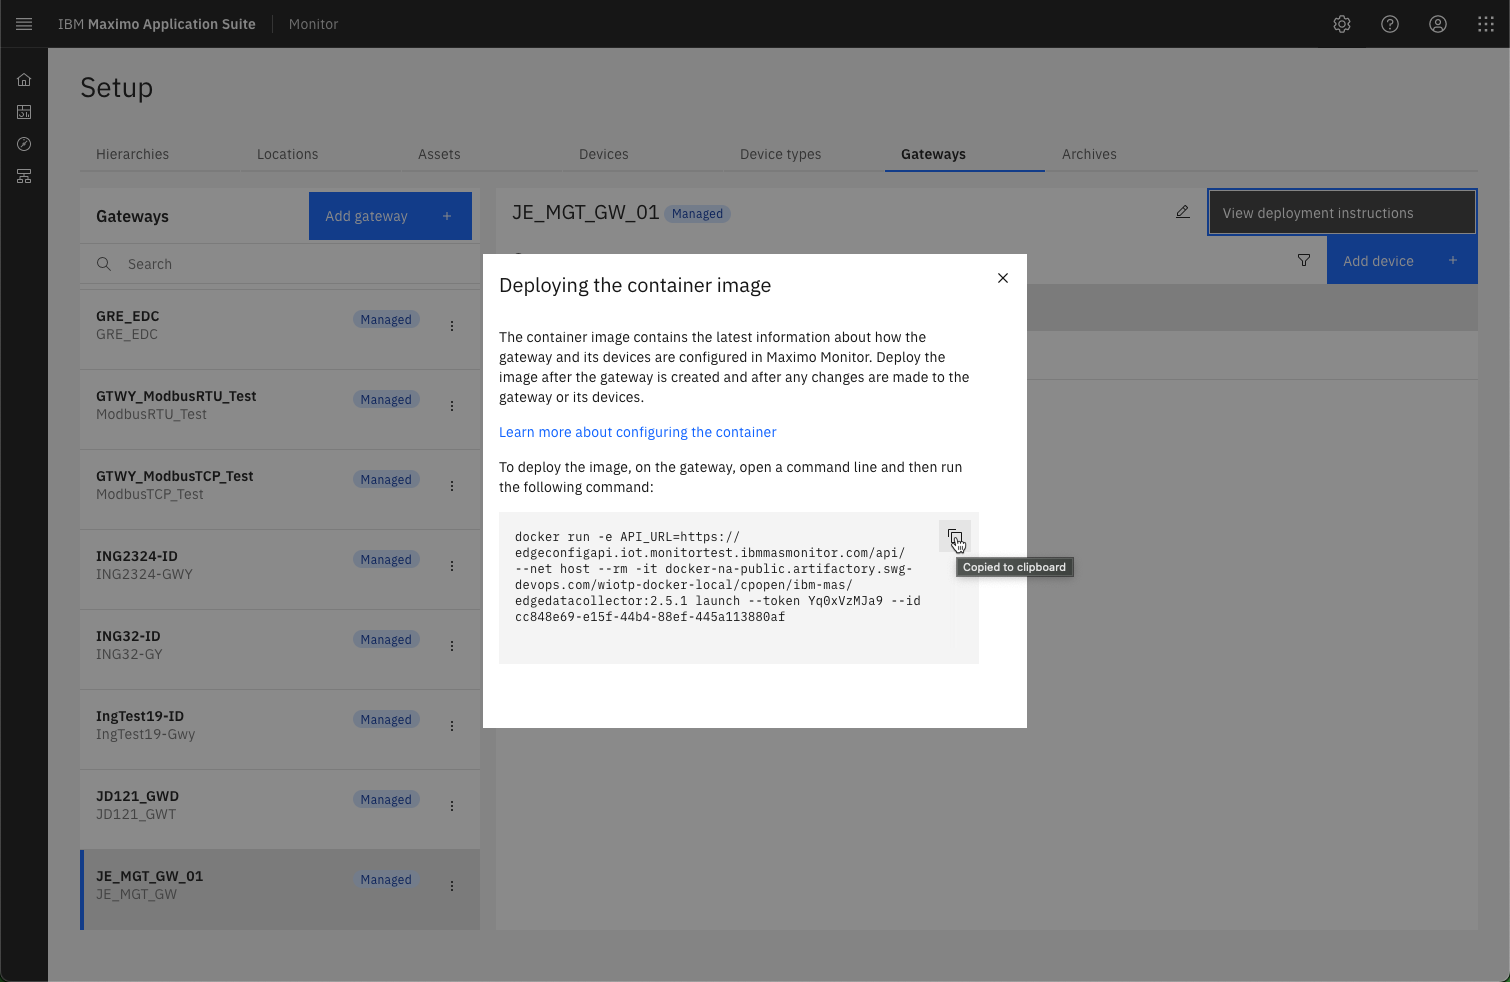 IBM Maximo Application Suite Monitor
Setup
Hierarchies Locations Assets Devices Device types Gateways Archives
Gateways
Add gateway +
Search
GRE_EDC Managed
GRE_EDC
GTWY_ModbusRTU_Test Managed
ModbusRTU_Test
GTWY_ModbusTCP_Test Managed
ModbusTCP_Test
ING2324-ID Managed
ING2324-GWY
ING32-ID Managed
ING32-GY
IngTest19-ID Managed
IngTest19-Gwy
JD121_GWD Managed
JD121_GWT
JE_MGT_GW_01 Managed
JE_MGT_GW
JE_MGT_GW_01 Managed
View deployment instructions
Add device +
Deploying the container image
The container image contains the latest information about how the
gateway and its devices are configured in Maximo Monitor. Deploy the
image after the gateway is created and after any changes are made to the
gateway or its devices.
Learn more about configuring the container
To deploy the image, on the gateway, open a command line and then run
the following command:
docker run -e API_URL=https://
edgeconfigapi.iot.monitortest.ibmmasmonitor.com/api/
--net host --rm -it docker-na-public.artifactory.swg-
devops.com/wiotp-docker-local/cpopen/ibm-mas/
edgedatacollector:2.5.1 launch --token Yq0xVzMJa9 --id
cc848e69-e15f-44b4-88ef-445a113880af
Copied to clipboard